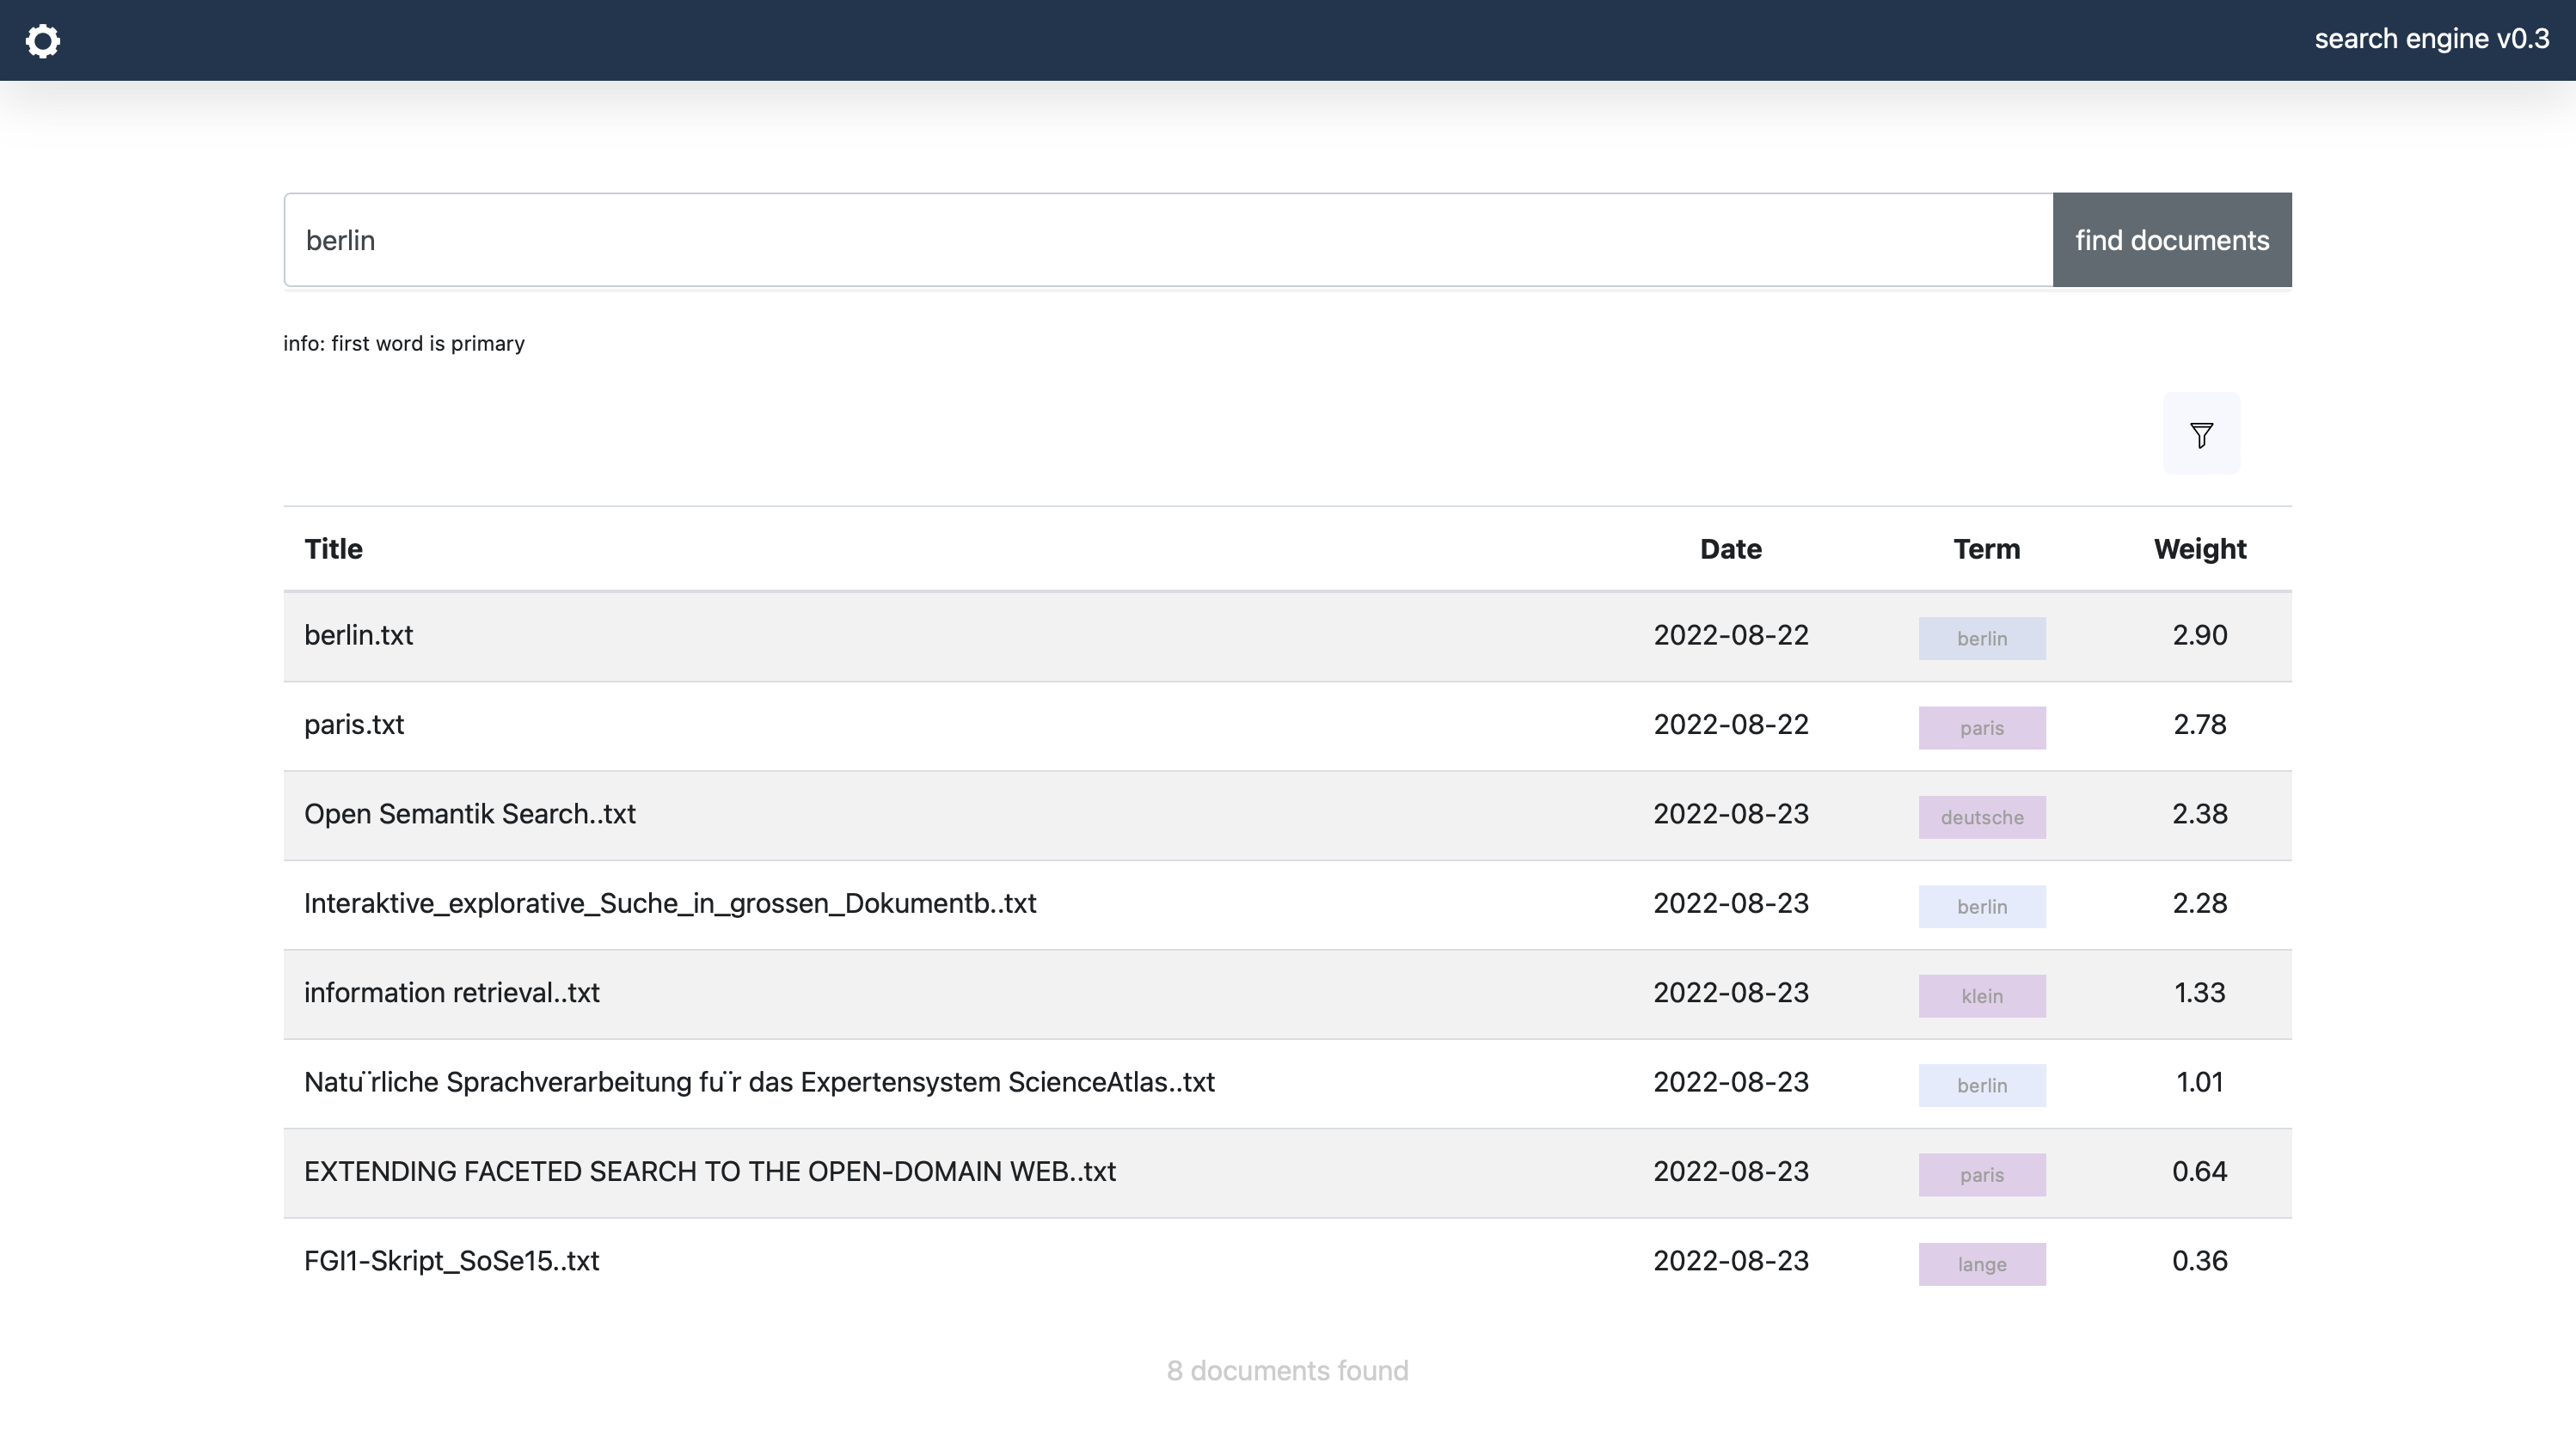 search engine v0.3
berlin find documents
info: first word is primary
Title Date Term Weight
berlin.txt 2022-08-22 berlin 2.90
paris.txt 2022-08-22 paris 2.78
Open Semantik Search..txt 2022-08-23 deutsche 2.38
Interaktive_explorative_Suche_in_grossen_Dokumentb..txt 2022-08-23 berlin 2.28
information retrieval..txt 2022-08-23 klein 1.33
Natu¨rliche Sprachverarbeitung fu¨r das Expertensystem ScienceAtlas..txt 2022-08-23 berlin 1.01
EXTENDING FACETED SEARCH TO THE OPEN-DOMAIN WEB..txt 2022-08-23 paris 0.64
FGI1-Skript_SoSe15..txt 2022-08-23 lange 0.36
8 documents found